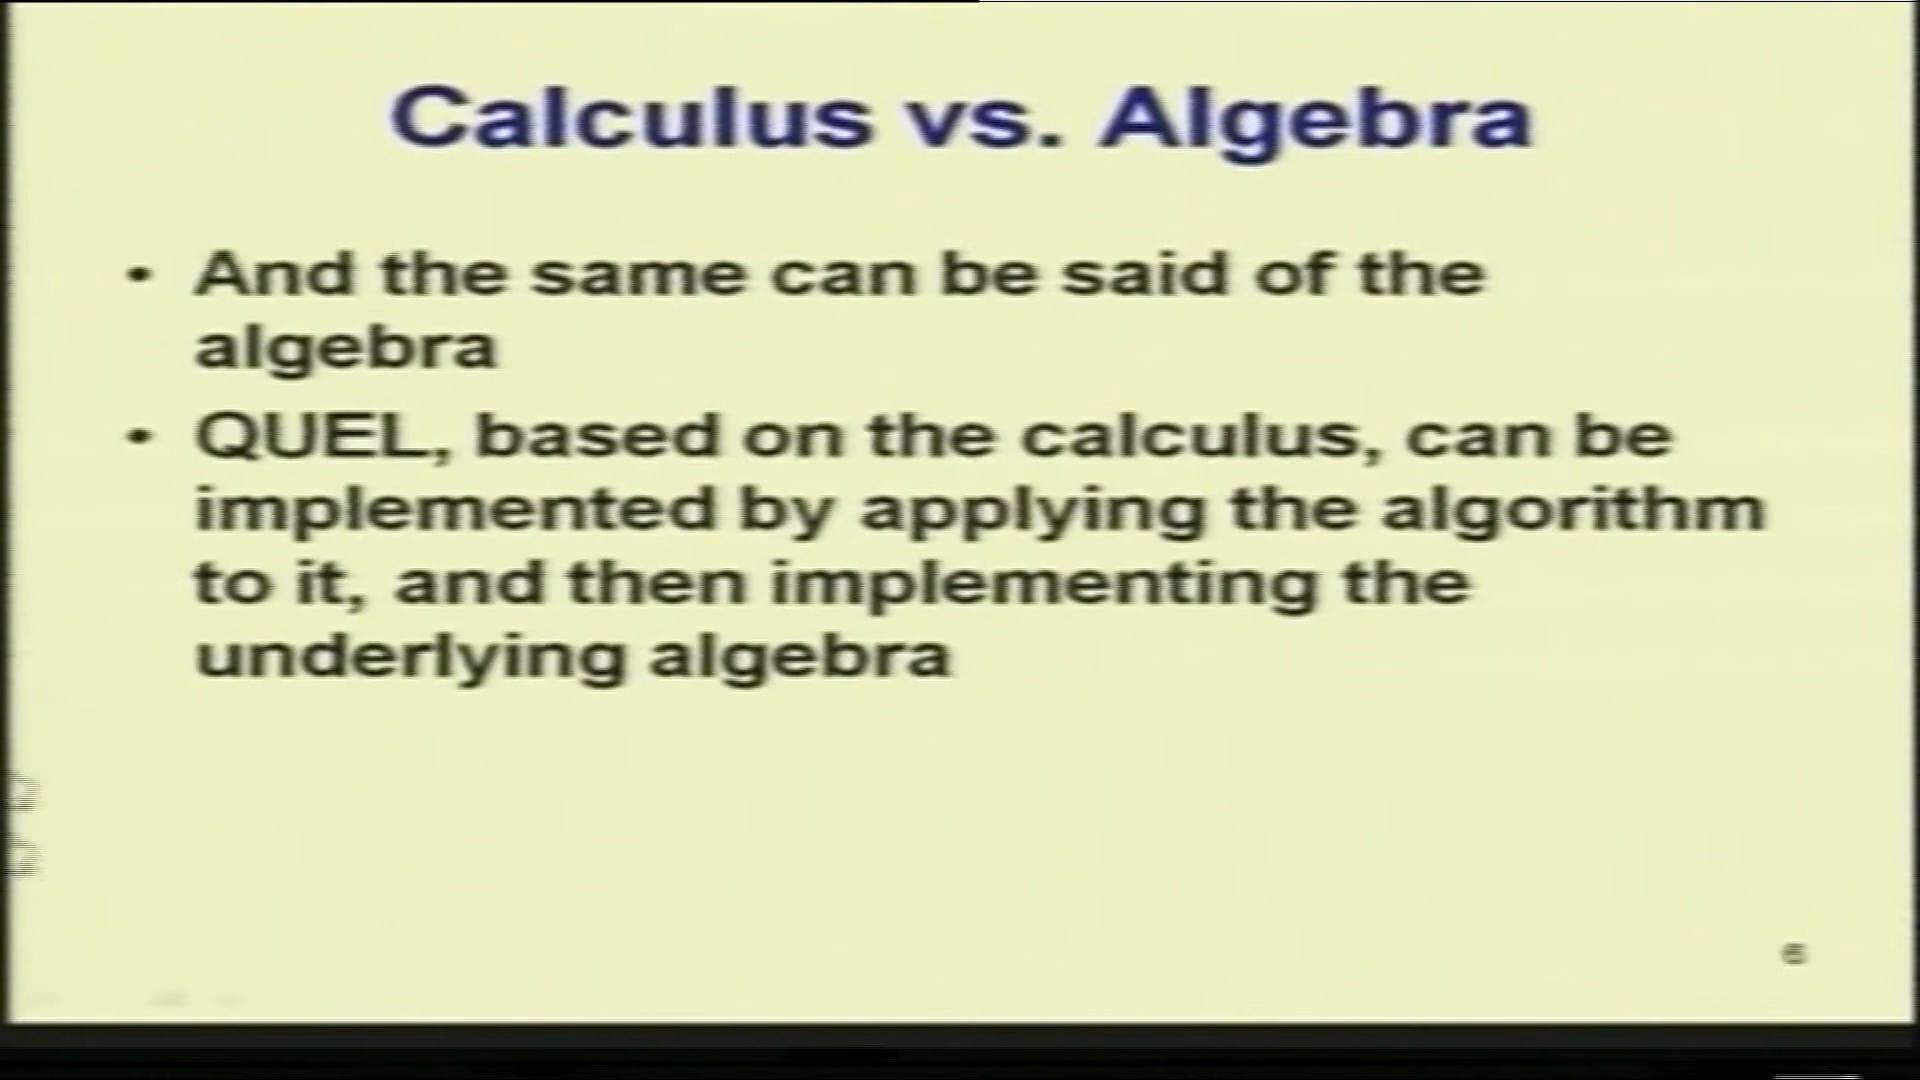 Calculus vs. Algebra
• And the same can be said of the
algebra
• QUEL, based on the calculus, can be
implemented by applying the algorithm
to it, and then implementing the
underlying algebra
6